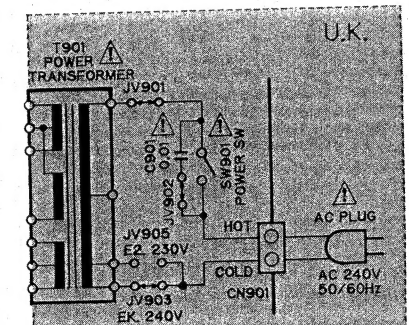 U.K.
T901
POWER
TRANSFORMER
JV901
C901
0.01
JV902
SW901
POWER SW
AC PLUG
JV905
E2. 230V
HOT
COLD
CN901
AC 240V
50/60Hz
JV903
EK. 240V